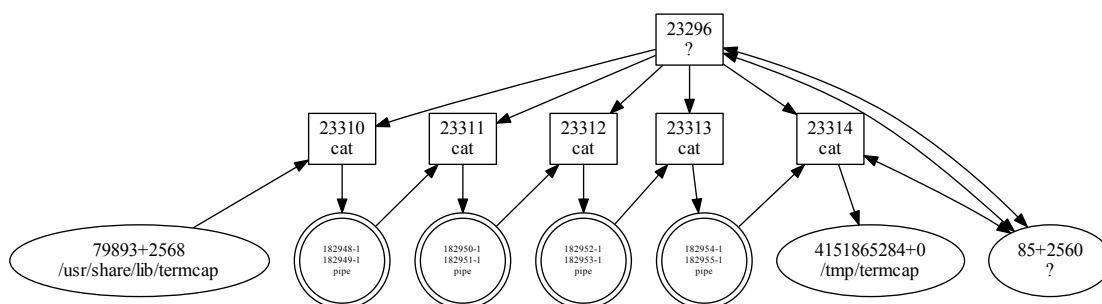 23296
?
23310
cat
23311
cat
23312
cat
23313
cat
23314
cat
79893+2568
/usr/share/lib/termcap
182948-1
182949-1
pipe
182950-1
182951-1
pipe
182952-1
182953-1
pipe
182954-1
182955-1
pipe
4151865284+0
/tmp/termcap
85+2560
?